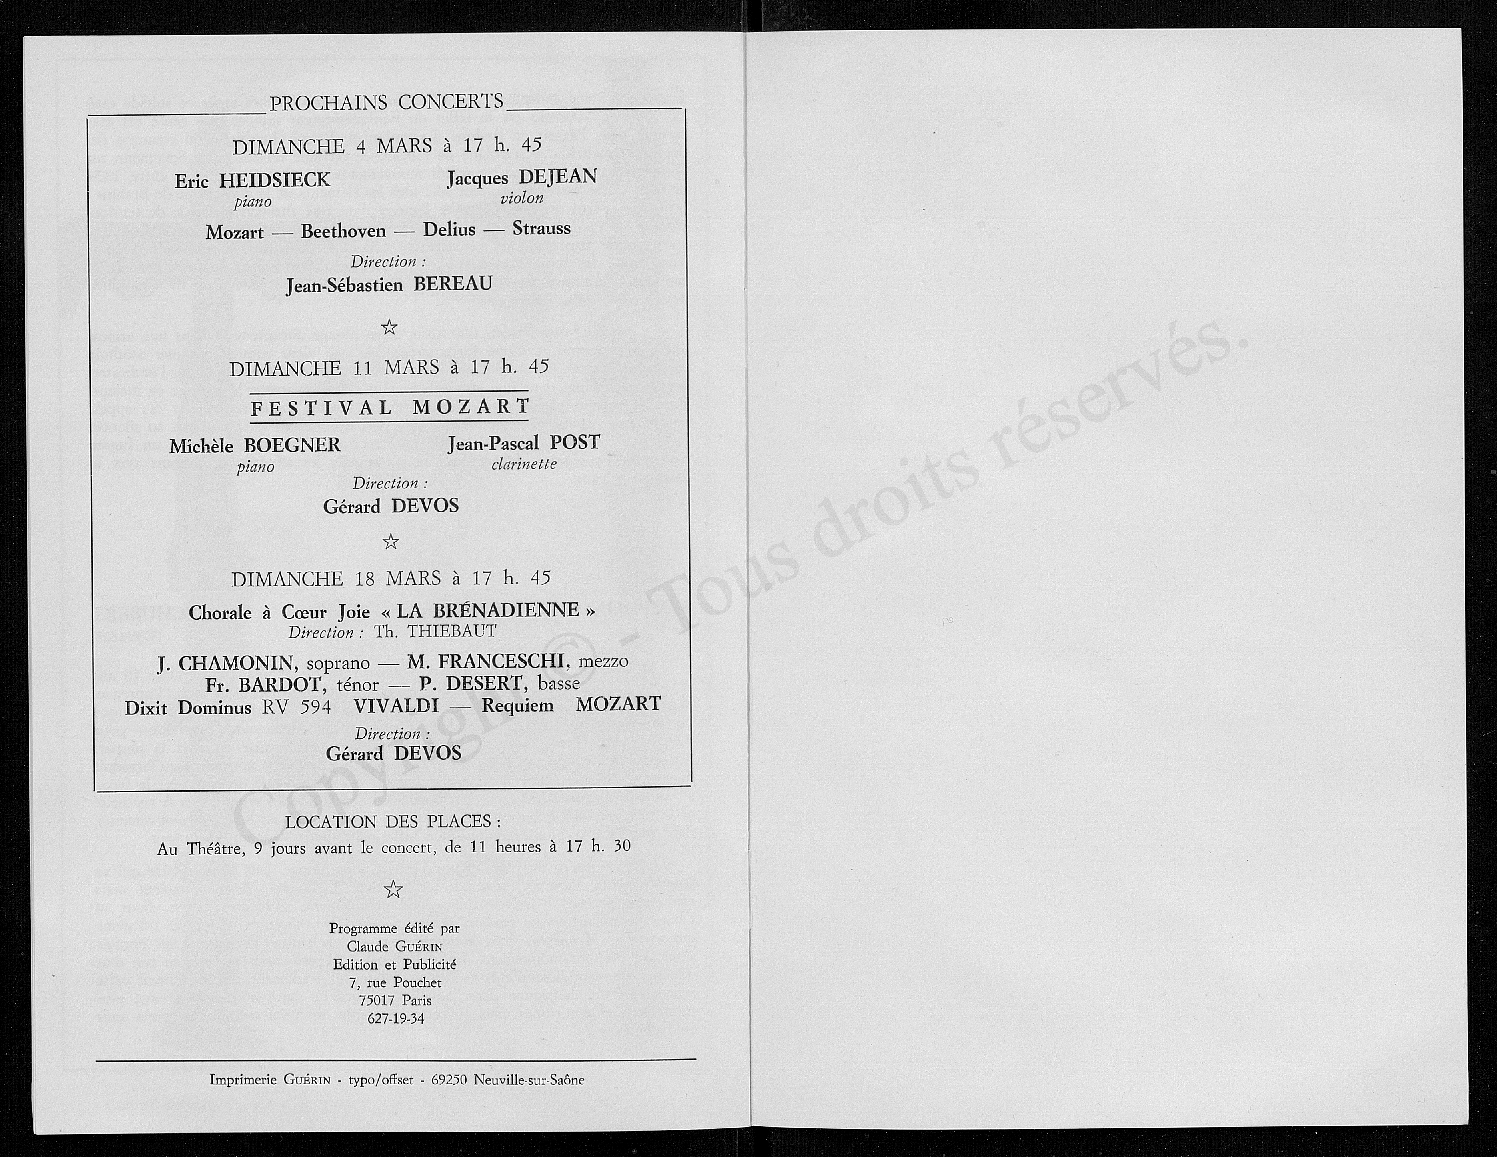 PROCHAINS CONCERTS
DIMANCHE 4 MARS à 17 h. 45
Eric HEIDSIECK Jacques DEJEAN
piano violon
Mozart — Beethoven — Delius — Strauss
Direction :
Jean-Sébastien BEREAU
☆
DIMANCHE 11 MARS à 17 h. 45
FESTIVAL MOZART
Michèle BOEGNER Jean-Pascal POST
piano clarinette
Direction :
Gérard DEVOS
☆
DIMANCHE 18 MARS à 17 h. 45
Chorale à Cœur Joie « LA BRÉNADIENNE »
Direction : Th. THIEBAUT
J. CHAMONIN, soprano — M. FRANCESCHI, mezzo
Fr. BARDOT, ténor — P. DESERT, basse
Dixit Dominus RV 594 VIVALDI — Requiem MOZART
Direction :
Gérard DEVOS
LOCATION DES PLACES :
Au Théâtre, 9 jours avant le concert, de 11 heures à 17 h. 30
☆
Programme édité par
Claude GUÉRIN
Edition et Publicité
7, rue Pouchet
75017 Paris
627-19-34
Imprimerie GUÉRIN - typo/offset - 69250 Neuville-sur-Saône
Copyright © - Tous droits réservés.